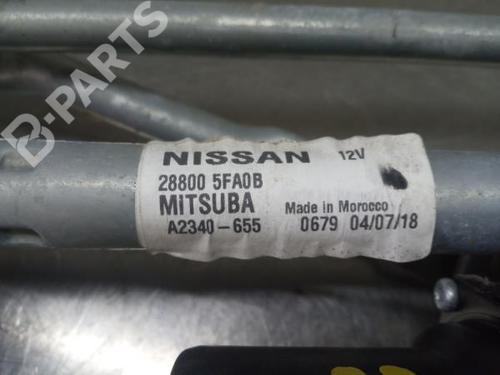 B-PARTS
NISSAN 12V
28800 5FA0B
MITSUBA Made in Morocco
A2340-655 0679 04/07/18